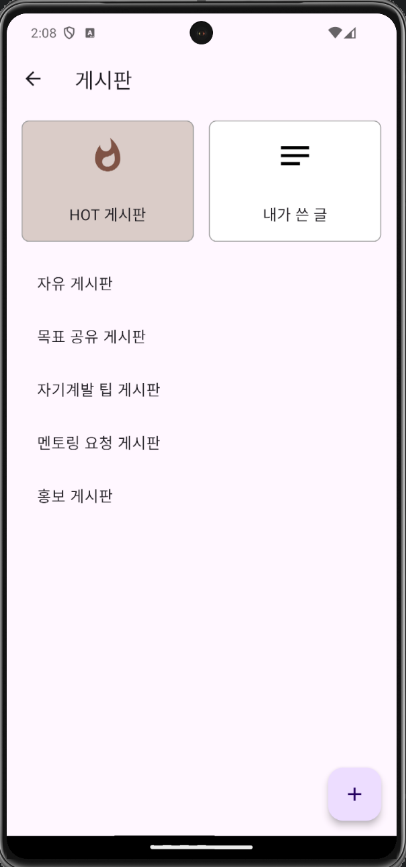 2:08
게시판
HOT 게시판
내가 쓴 글
자유 게시판
목표 공유 게시판
자기계발 팁 게시판
멘토링 요청 게시판
홍보 게시판